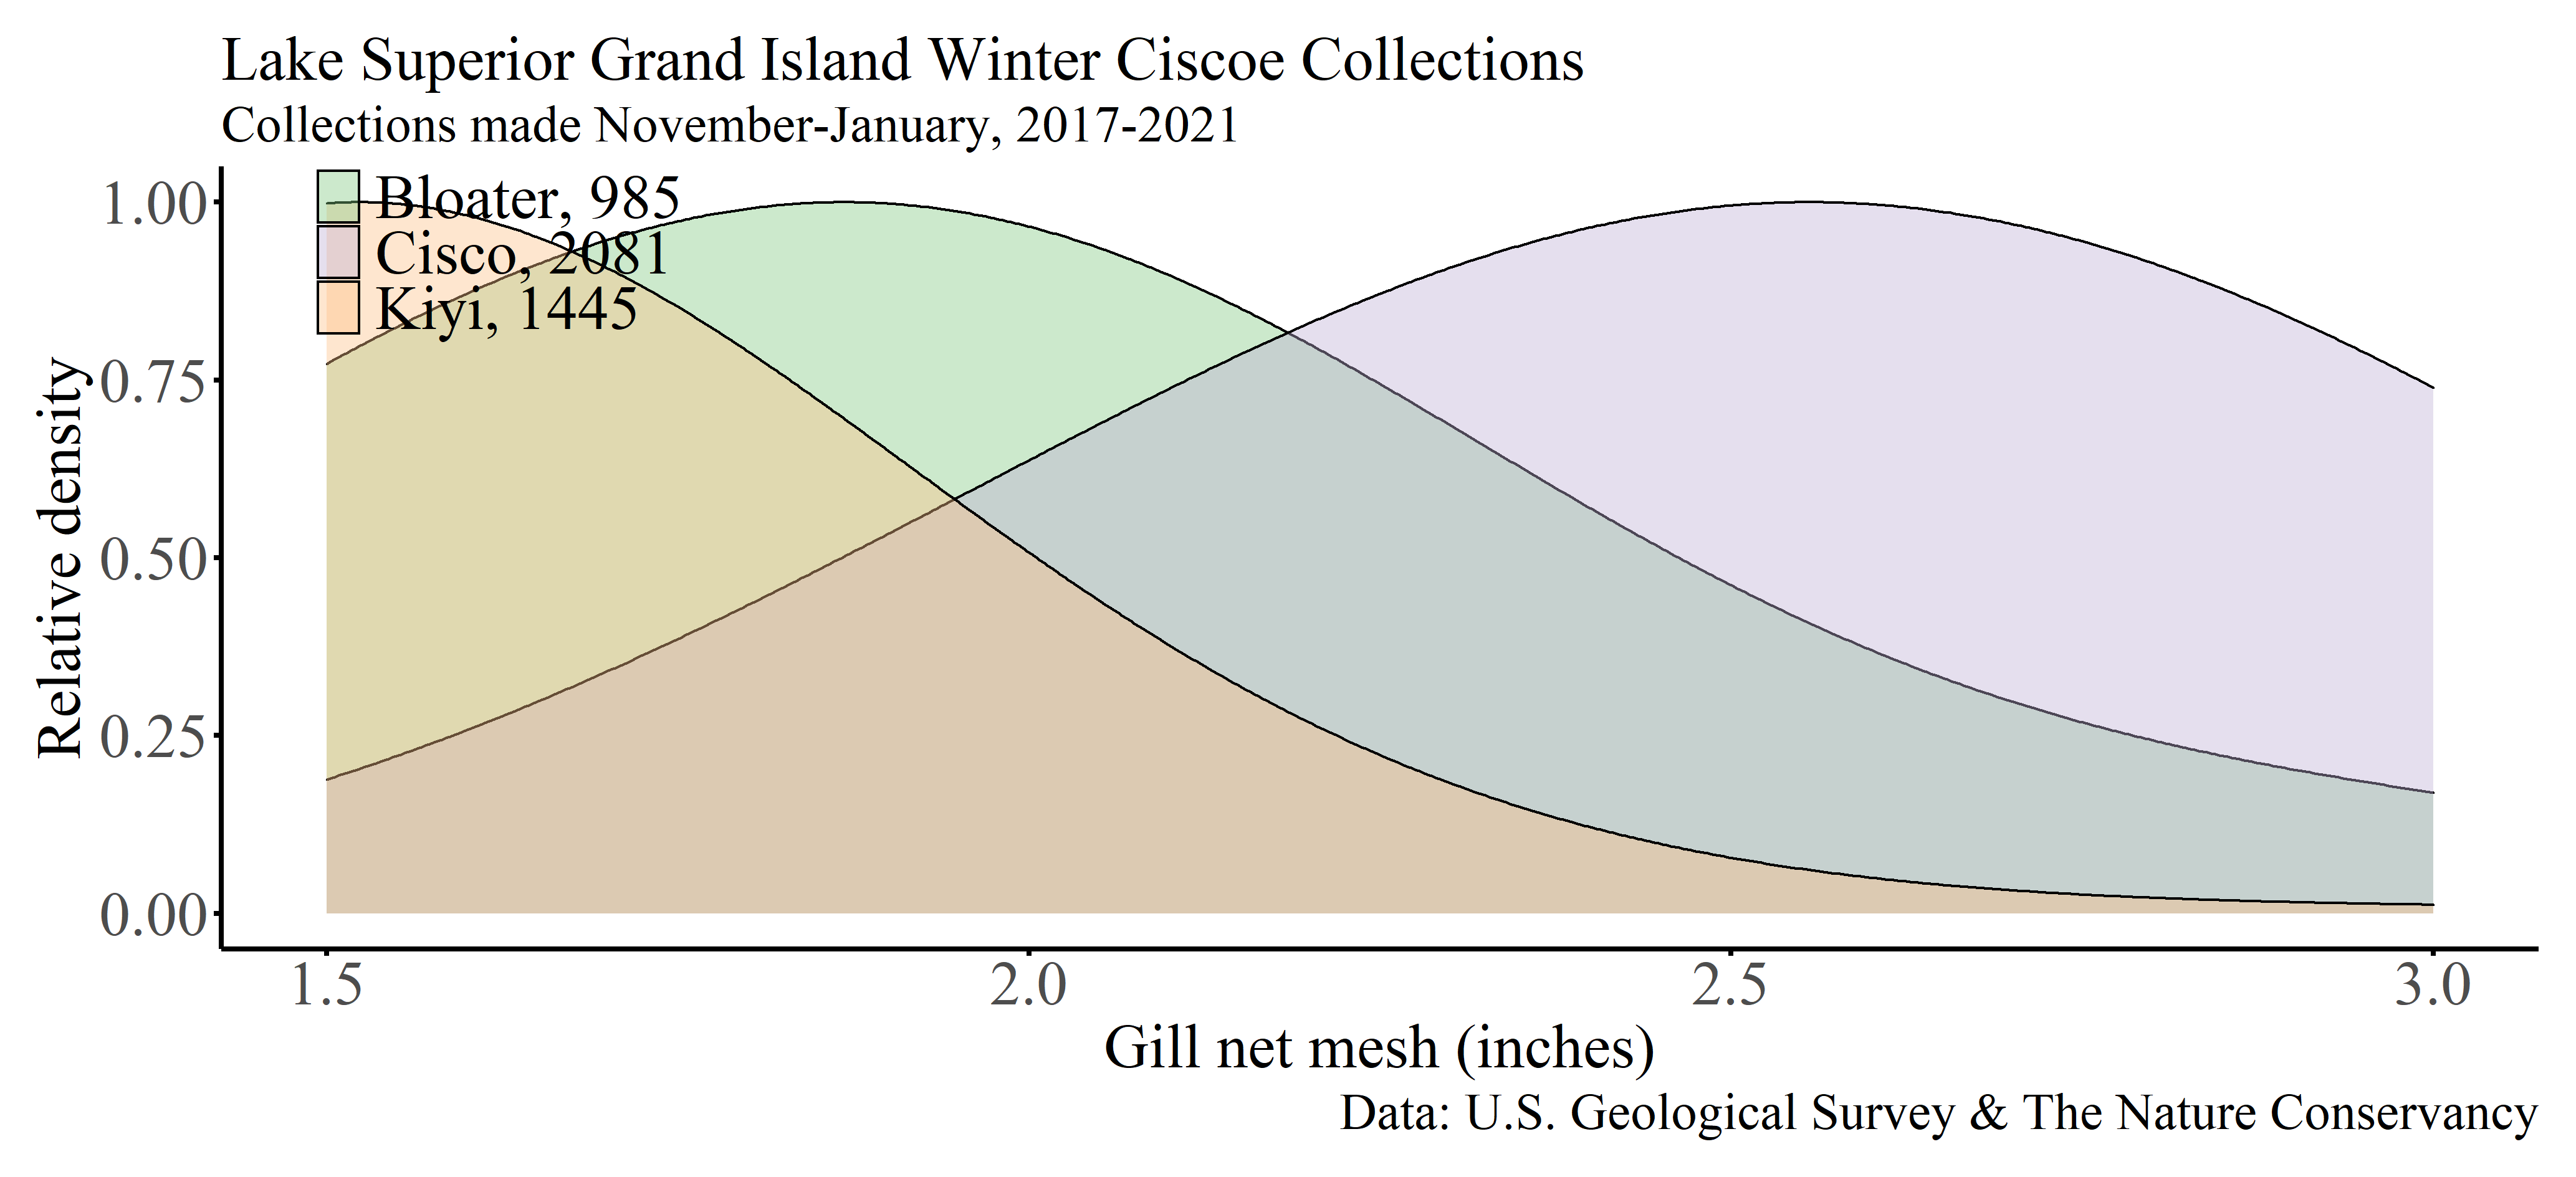 Lake Superior Grand Island Winter Ciscoe Collections
Collections made November-January, 2017-2021
Bloater, 985
Cisco, 2081
Kiyi, 1445
Relative density
1.00
0.75
0.50
0.25
0.00
1.5 2.0 2.5 3.0
Gill net mesh (inches)
Data: U.S. Geological Survey & The Nature Conservancy